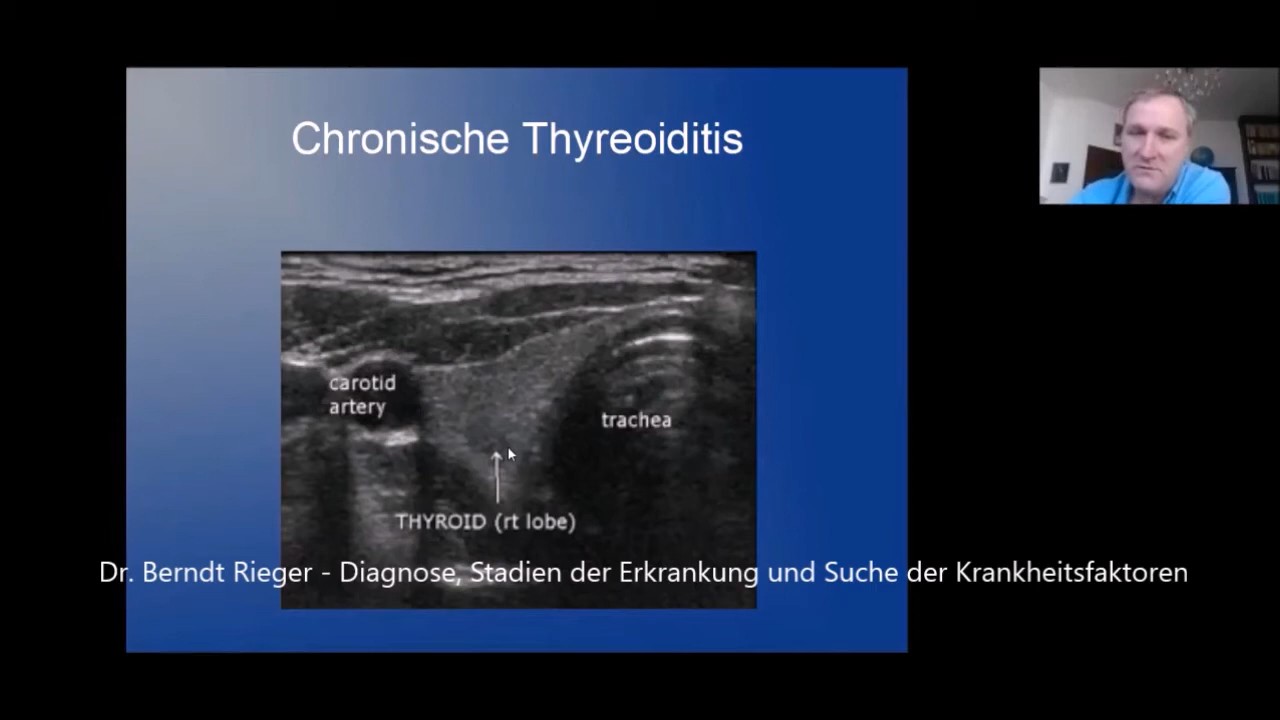 Chronische Thyreoiditis
carotid
artery
trachea
THYROID (rt lobe)
Dr. Berndt Rieger - Diagnose, Stadien der Erkrankung und Suche der Krankheitsfaktoren